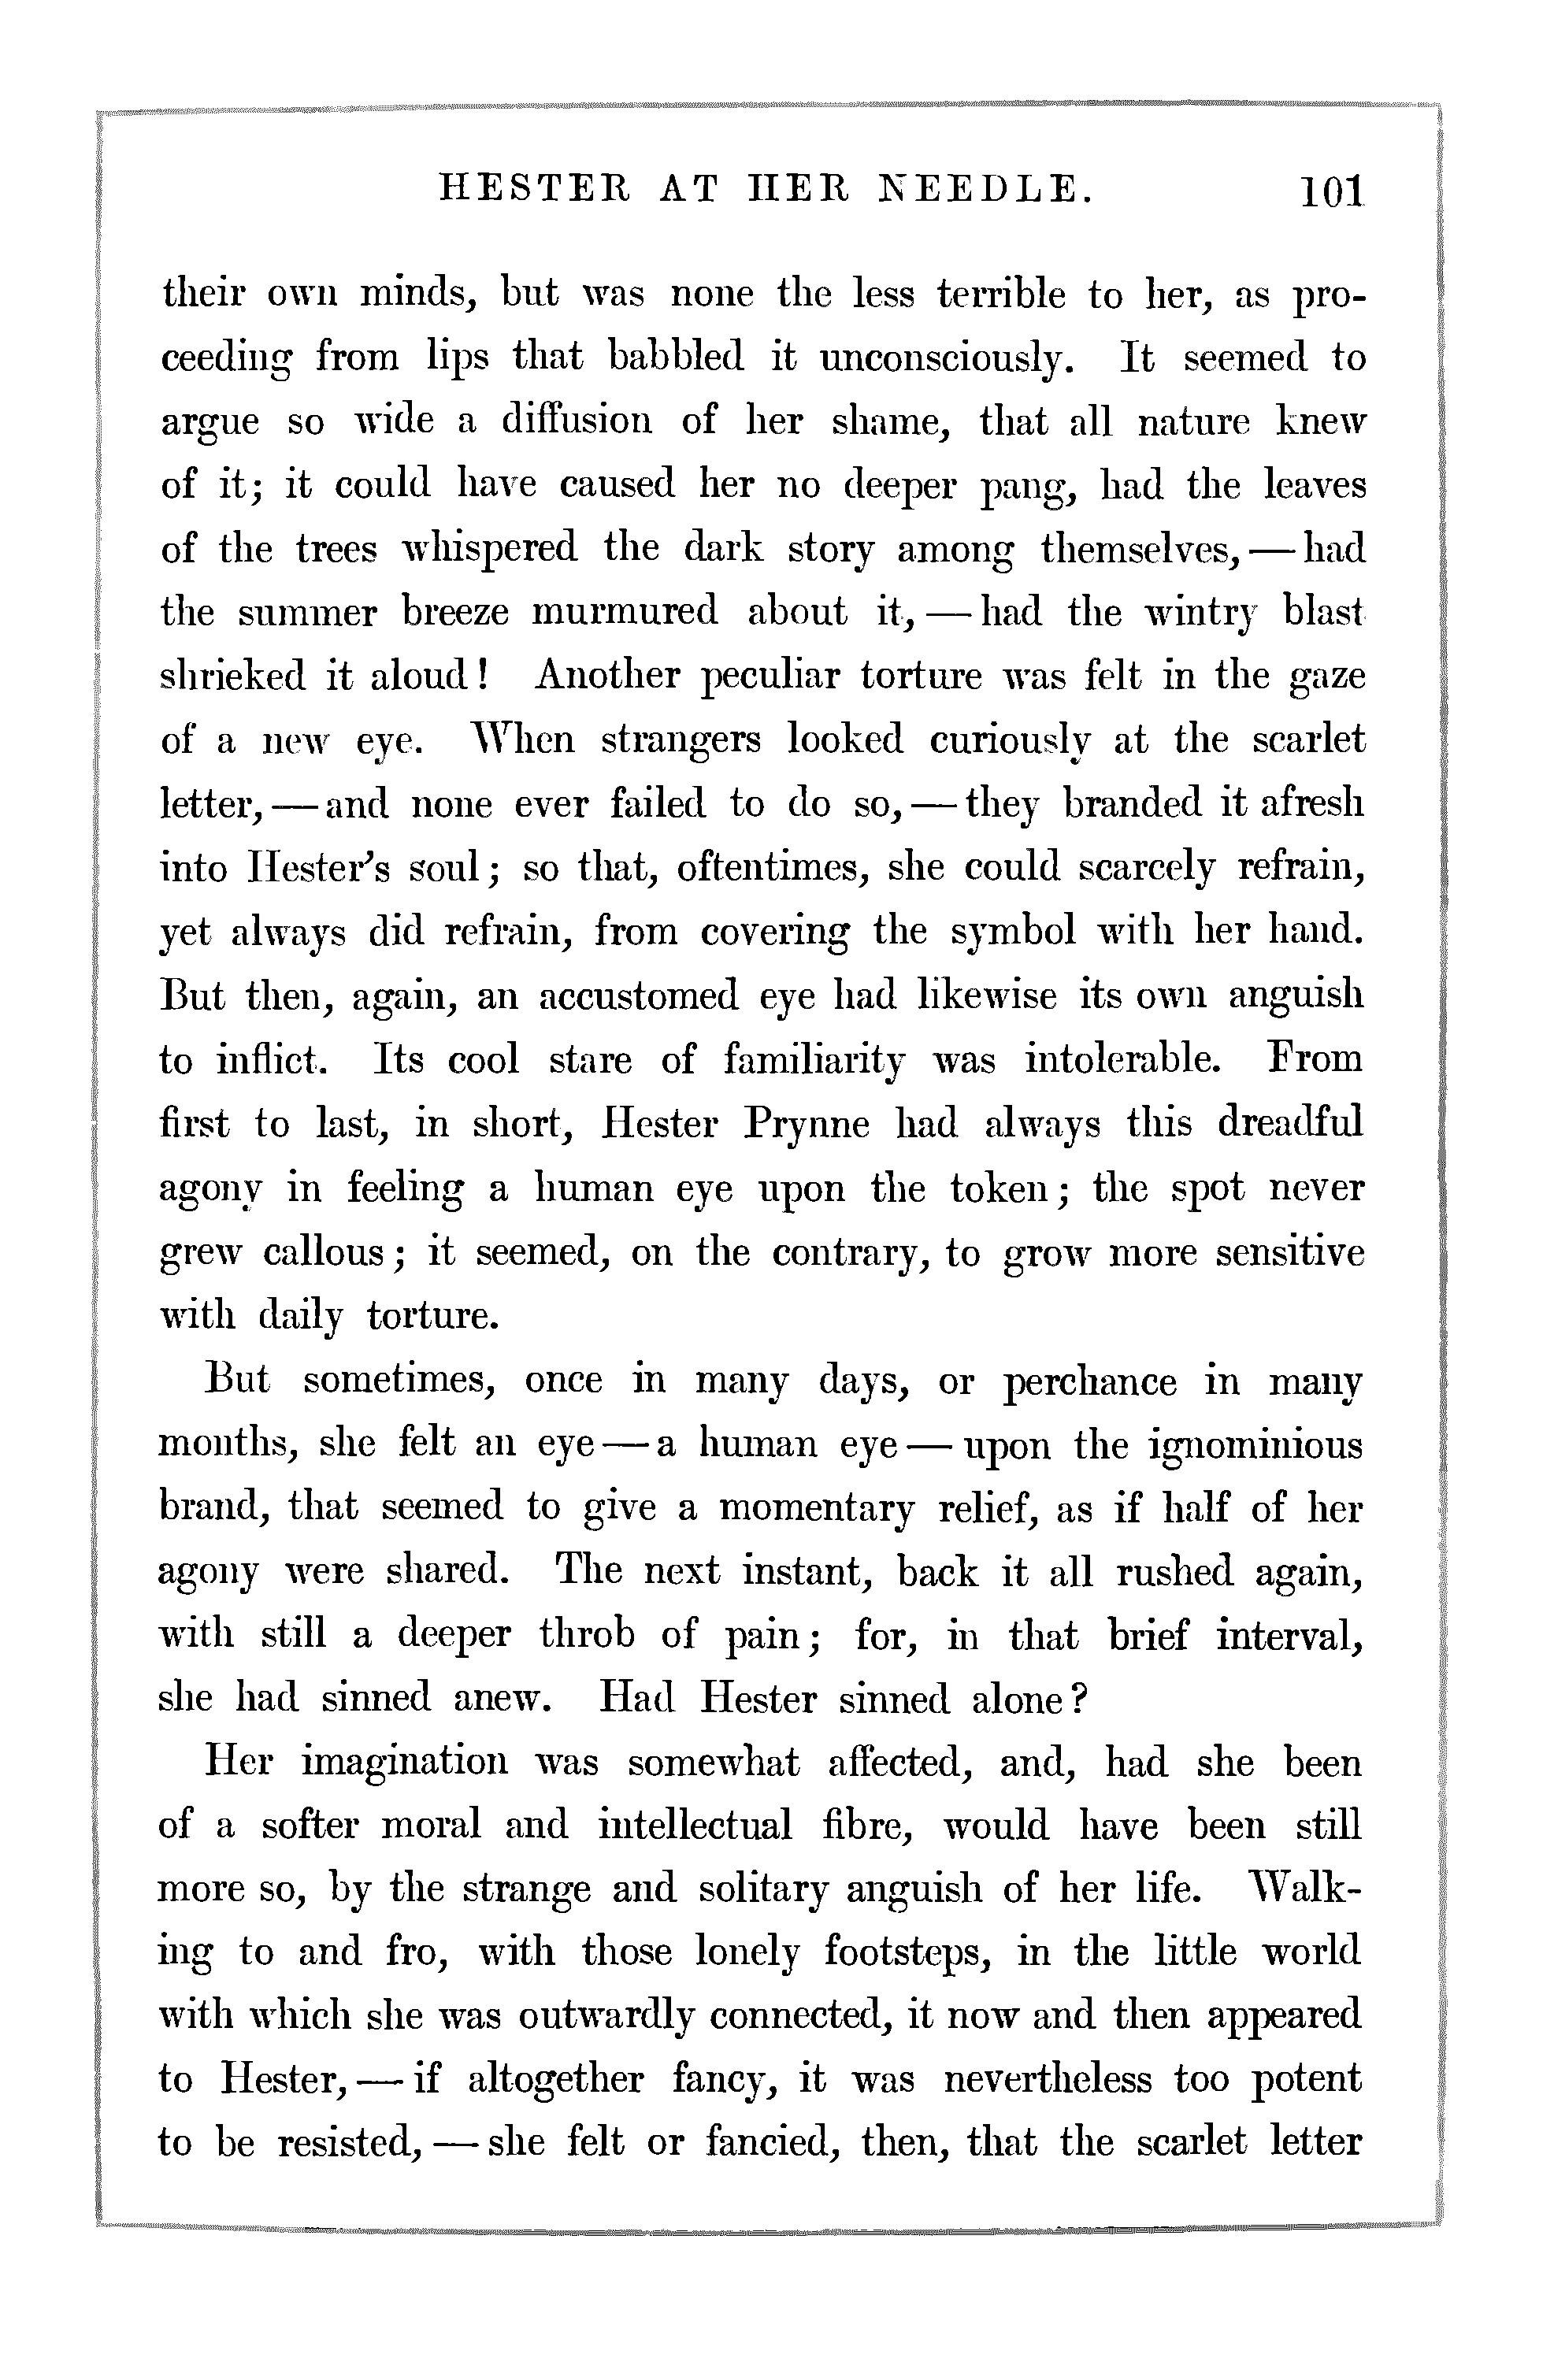 HESTER AT HER NEEDLE. 101
their own minds, but was none the less terrible to her, as pro-
ceeding from lips that babbled it unconsciously. It seemed to
argue so wide a diffusion of her shame, that all nature knew
of it; it could have caused her no deeper pang, had the leaves
of the trees whispered the dark story among themselves, — had
the summer breeze murmured about it, — had the wintry blast
shrieked it aloud! Another peculiar torture was felt in the gaze
of a new eye. When strangers looked curiously at the scarlet
letter, — and none ever failed to do so, — they branded it afresh
into Hester's soul; so that, oftentimes, she could scarcely refrain,
yet always did refrain, from covering the symbol with her hand.
But then, again, an accustomed eye had likewise its own anguish
to inflict. Its cool stare of familiarity was intolerable. From
first to last, in short, Hester Prynne had always this dreadful
agony in feeling a human eye upon the token; the spot never
grew callous; it seemed, on the contrary, to grow more sensitive
with daily torture.
But sometimes, once in many days, or perchance in many
months, she felt an eye — a human eye — upon the ignominious
brand, that seemed to give a momentary relief, as if half of her
agony were shared. The next instant, back it all rushed again,
with still a deeper throb of pain; for, in that brief interval,
she had sinned anew. Had Hester sinned alone?
Her imagination was somewhat affected, and, had she been
of a softer moral and intellectual fibre, would have been still
more so, by the strange and solitary anguish of her life. Walk-
ing to and fro, with those lonely footsteps, in the little world
with which she was outwardly connected, it now and then appeared
to Hester, — if altogether fancy, it was nevertheless too potent
to be resisted, — she felt or fancied, then, that the scarlet letter